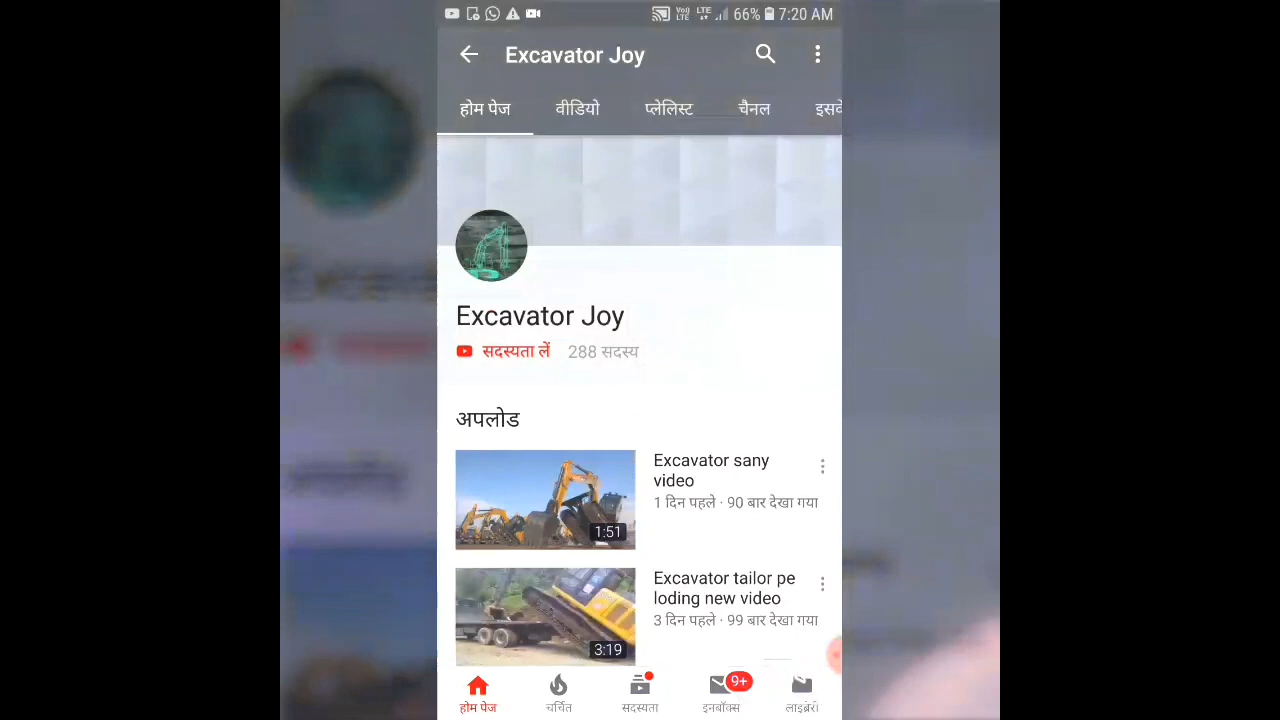 66% 7:20 AM
Excavator Joy
होम पेज वीडियो प्लेलिस्ट चैनल
Excavator Joy
सदस्यता लें 288 सदस्य
अपलोड
Excavator sany
video
1 दिन पहले · 90 बार देखा गया
1:51
Excavator tailor pe
loding new video
3 दिन पहले · 99 बार देखा गया
3:19
9+
होम पेज चर्चित सदस्यता इनबॉक्स लाइब्रेरी